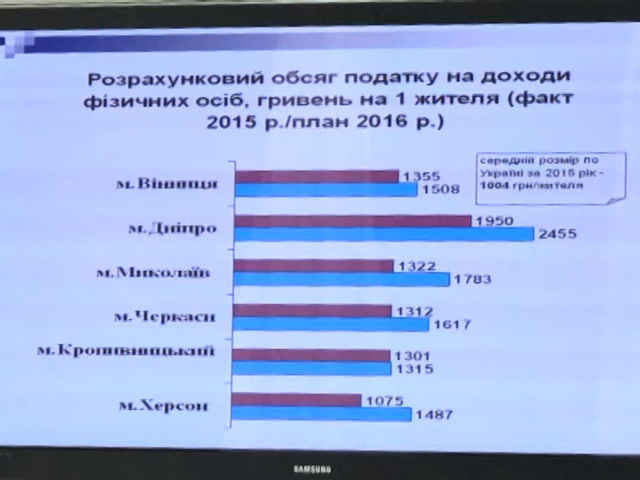 Розрахунковий обсяг податку на доходи
фізичних осіб, гривень на 1 жителя (факт
2015 р./план 2016 р.)
середній розмір по
Україні за 2015 рік -
1004 грн/жителя
м.Вінниця
1355
1508
м.Дніпро
1950
2455
м.Миколаїв
1322
1783
м.Черкаси
1312
1617
м.Кропивницький
1301
1315
м.Херсон
1075
1487
SAMSUNG